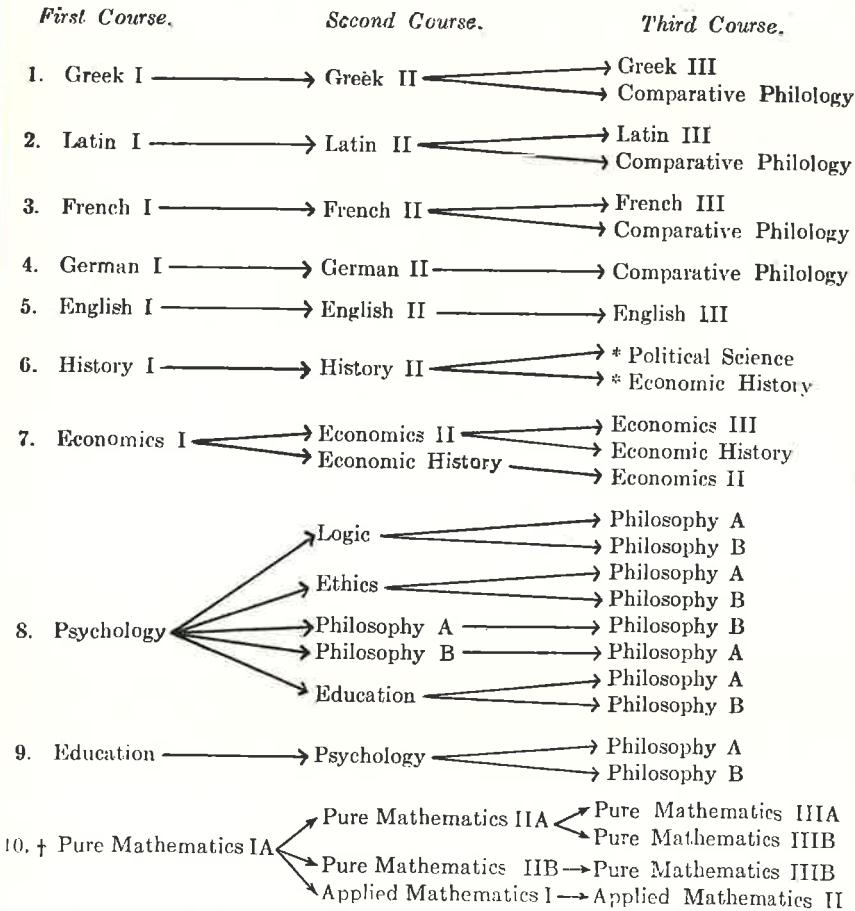 First Course. Second Course. Third Course.
1. Greek I Greek II Greek III
Comparative Philology
2. Latin I Latin II Latin III
Comparative Philology
3. French I French II French III
Comparative Philology
4. German I German II Comparative Philology
5. English I English II English III
6. History I History II * Political Science
* Economic History
7. Economics I Economics II Economics III
Economic History
Economic History Economics II
8. Psychology Logic Philosophy A
Philosophy B
Ethics Philosophy A
Philosophy B
Philosophy A Philosophy B
Philosophy B Philosophy A
Education Philosophy A
Philosophy B
9. Education Psychology Philosophy A
Philosophy B
10. † Pure Mathematics IA Pure Mathematics IIA Pure Mathematics IIIA
Pure Mathematics IIIB
Pure Mathematics IIB Pure Mathematics IIIB
Applied Mathematics I Applied Mathematics II